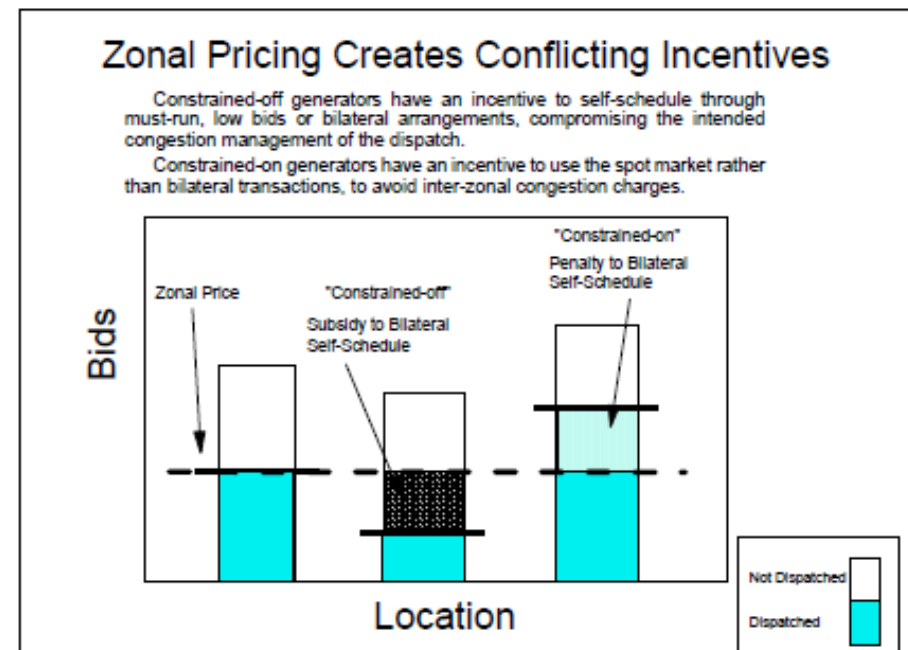 Zonal Pricing Creates Conflicting Incentives
Constrained-off generators have an incentive to self-schedule through
must-run, low bids or bilateral arrangements, compromising the intended
congestion management of the dispatch.
Constrained-on generators have an incentive to use the spot market rather
than bilateral transactions, to avoid inter-zonal congestion charges.
"Constrained-on"
Penalty to Bilateral
Self-Schedule
Zonal Price
"Constrained-off"
Subsidy to Bilateral
Self-Schedule
Bids
Location
Not Dispatched
Dispatched